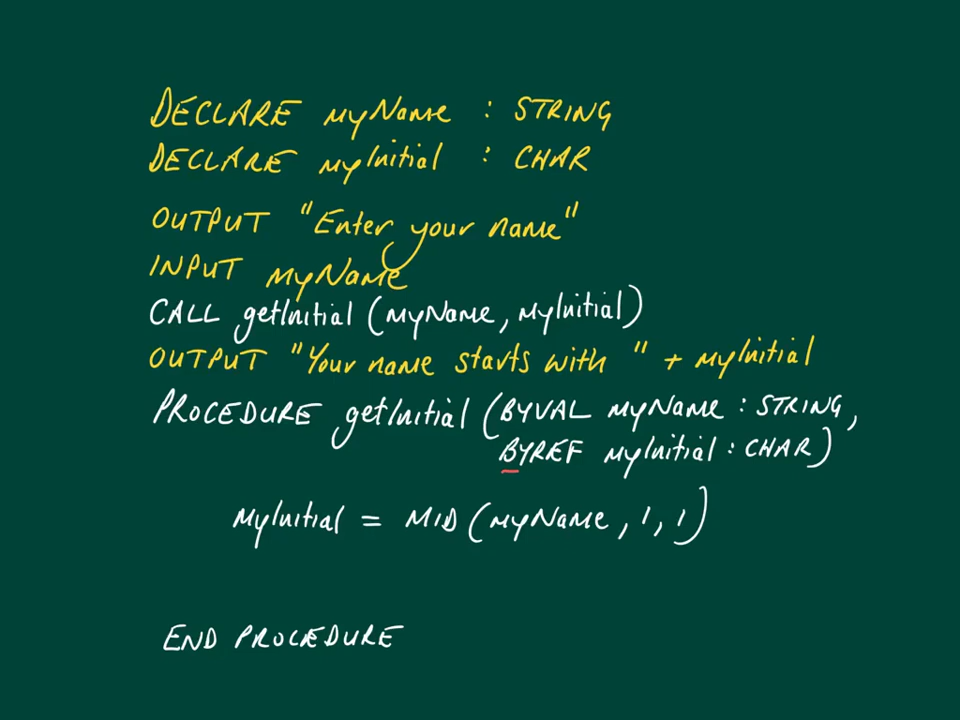 DECLARE myName : STRING
DECLARE myInitial : CHAR
OUTPUT "Enter your name"
INPUT myName
CALL getInitial (myName, myInitial)
OUTPUT "Your name starts with " + myInitial
PROCEDURE getInitial (BYVAL myName : STRING,
BYREF myInitial : CHAR)
MyInitial = MID (myName, 1, 1)
END PROCEDURE